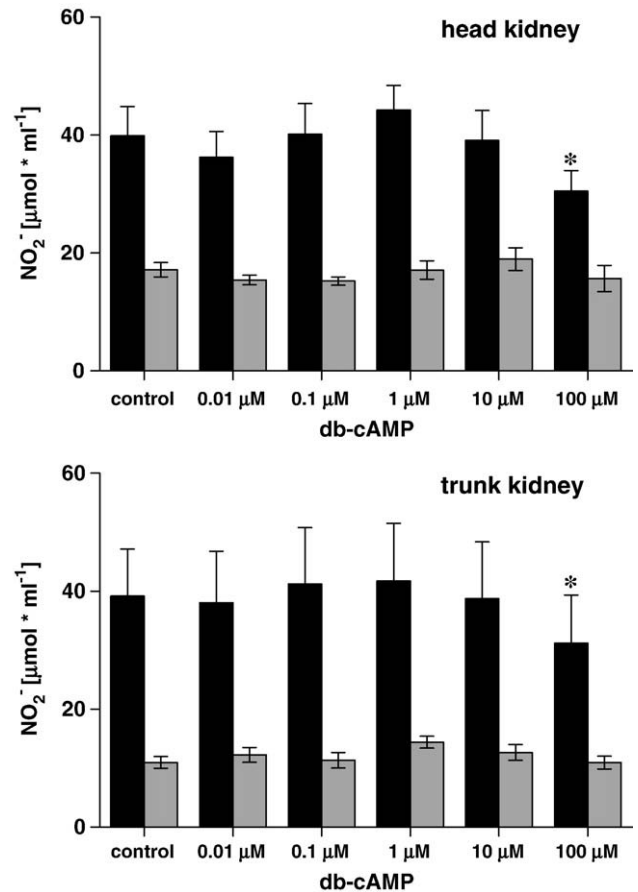 head kidney
60
40
20
0
NO₂⁻ [μmol * ml⁻¹]
*
control 0.01 μM 0.1 μM 1 μM 10 μM 100 μM
db-cAMP
trunk kidney
60
40
20
0
NO₂⁻ [μmol * ml⁻¹]
*
control 0.01 μM 0.1 μM 1 μM 10 μM 100 μM
db-cAMP